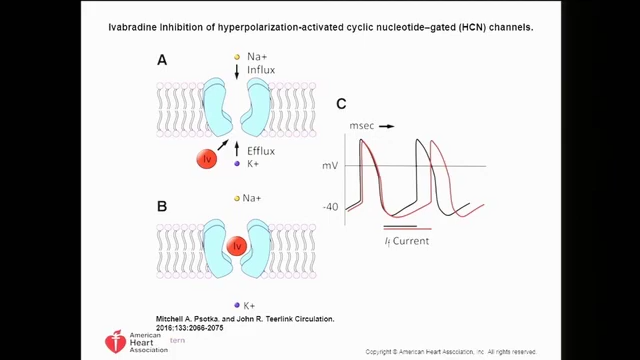 Ivabradine Inhibition of hyperpolarization-activated cyclic nucleotide–gated (HCN) channels.
A
Na+
Influx
Iv
Efflux
K+
B
Na+
Iv
K+
C
msec
mV
-40
If Current
Mitchell A. Psotka, and John R. Teerlink Circulation.
2016;133:2066-2075
American
Heart
Association
tern
Copyright © American Heart Association, Inc. All rights reserved.